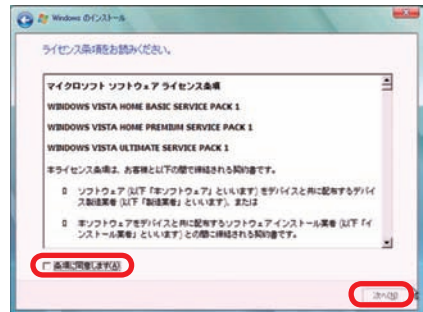 Windows のインストール
ライセンス条項をお読みください。
マイクロソフト ソフトウェア ライセンス条項
WINDOWS VISTA HOME BASIC SERVICE PACK 1
WINDOWS VISTA HOME PREMIUM SERVICE PACK 1
WINDOWS VISTA ULTIMATE SERVICE PACK 1
本ライセンス条項は、お客様と以下の間で締結される契約書です。
ソフトウェア (以下「本ソフトウェア」といいます) をデバイスと共に配布するデバイ
ス製造業者 (以下「製造業者」といいます)、または
本ソフトウェアをデバイスと共に配布するソフトウェア インストール業者 (以下「イ
ンストール業者」といいます) との間に締結される契約書です。
条項に同意します(A)
次へ(N)